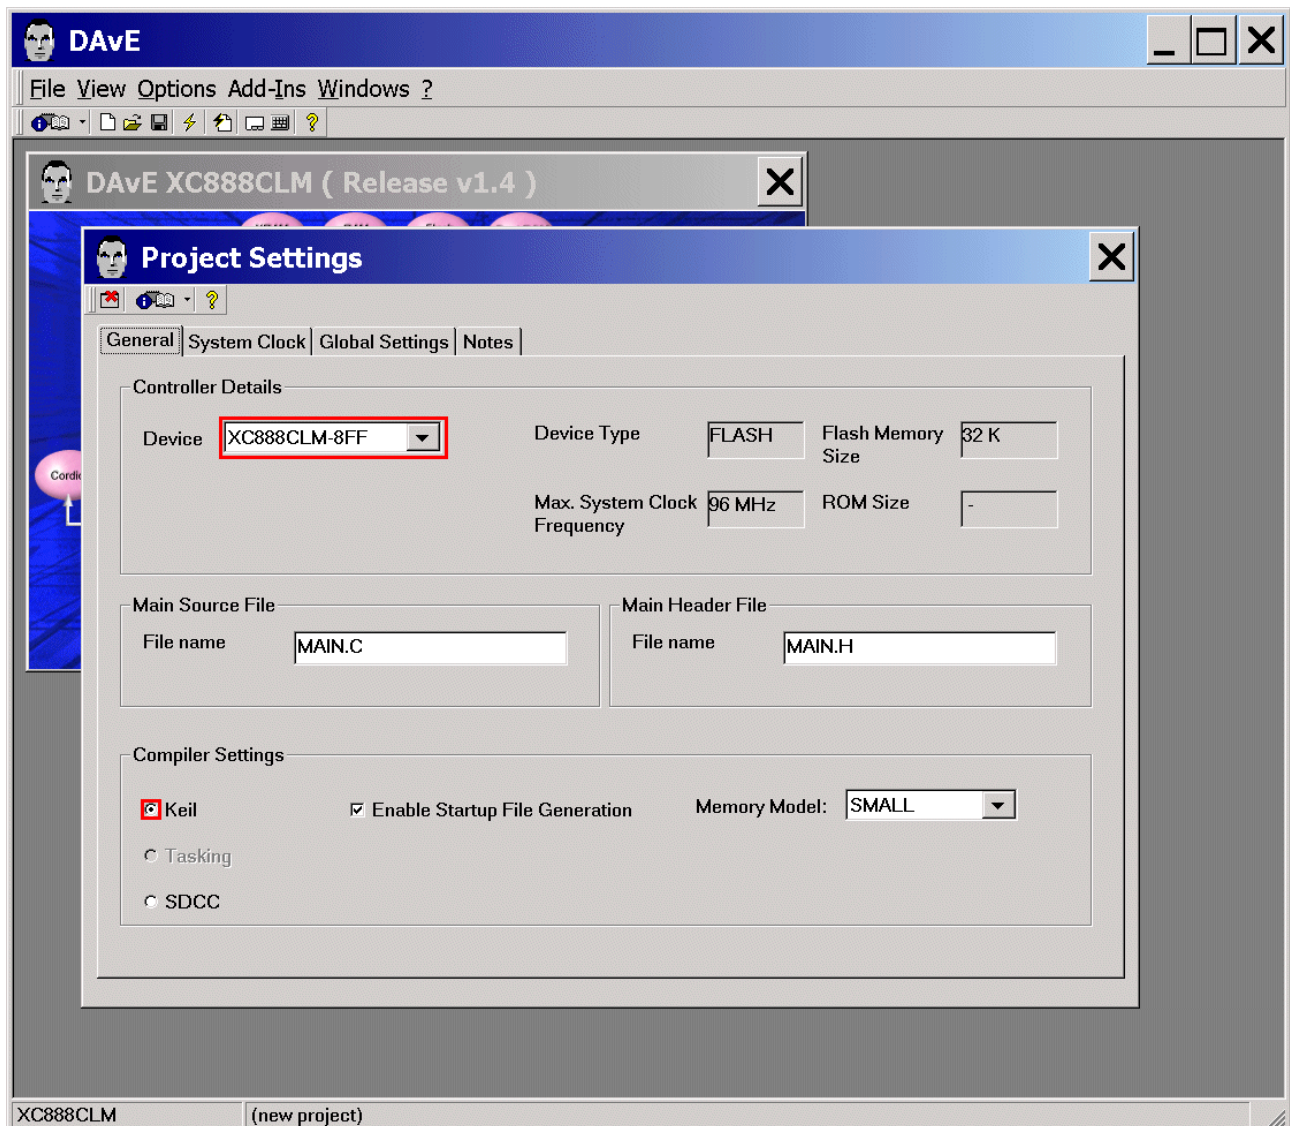 DAvE
File View Options Add-Ins Windows ?
DAvE XC888CLM ( Release v1.4 )
Project Settings
General System Clock Global Settings Notes
Controller Details
Device XC888CLM-8FF Device Type FLASH Flash Memory Size 32 K
Max. System Clock Frequency 96 MHz ROM Size -
Main Source File Main Header File
File name MAIN.C File name MAIN.H
Compiler Settings
Keil Enable Startup File Generation Memory Model: SMALL
Tasking
SDCC
XC888CLM (new project)